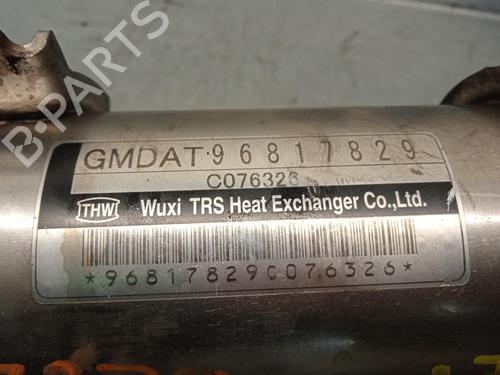 GMDAT 96817829
C076326
THW Wuxi TRS Heat Exchanger Co.,Ltd.
*96817829C076326*
B-PARTS